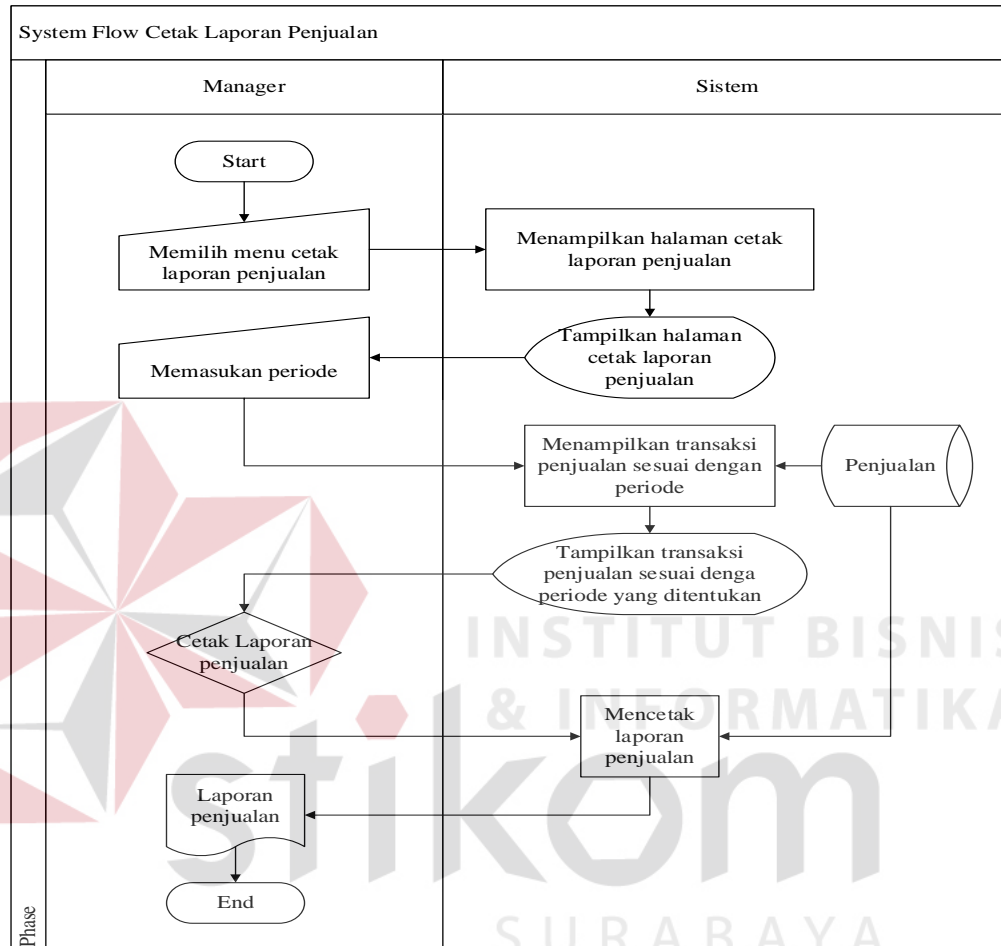 System Flow Cetak Laporan Penjualan
Manager
Sistem
Start
Memilih menu cetak
laporan penjualan
Menampilkan halaman cetak
laporan penjualan
Tampilkan halaman
cetak laporan
penjualan
Memasukan periode
Menampilkan transaksi
penjualan sesuai dengan
periode
Penjualan
Tampilkan transaksi
penjualan sesuai denga
periode yang ditentukan
Cetak Laporan
penjualan
Mencetak
laporan
penjualan
Laporan
penjualan
End
Phase
INSTITUT BISNIS
& INFORMATIKA
stikom
SURABAYA